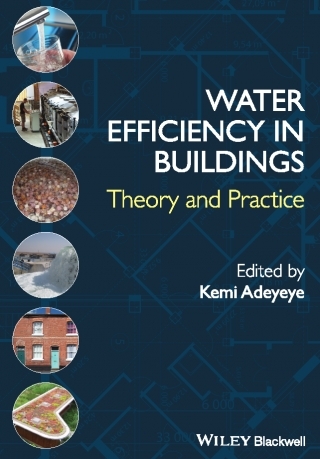 WATER
EFFICIENCY IN
BUILDINGS
Theory and Practice
Edited by
Kemi Adeyeye
WILEY Blackwell